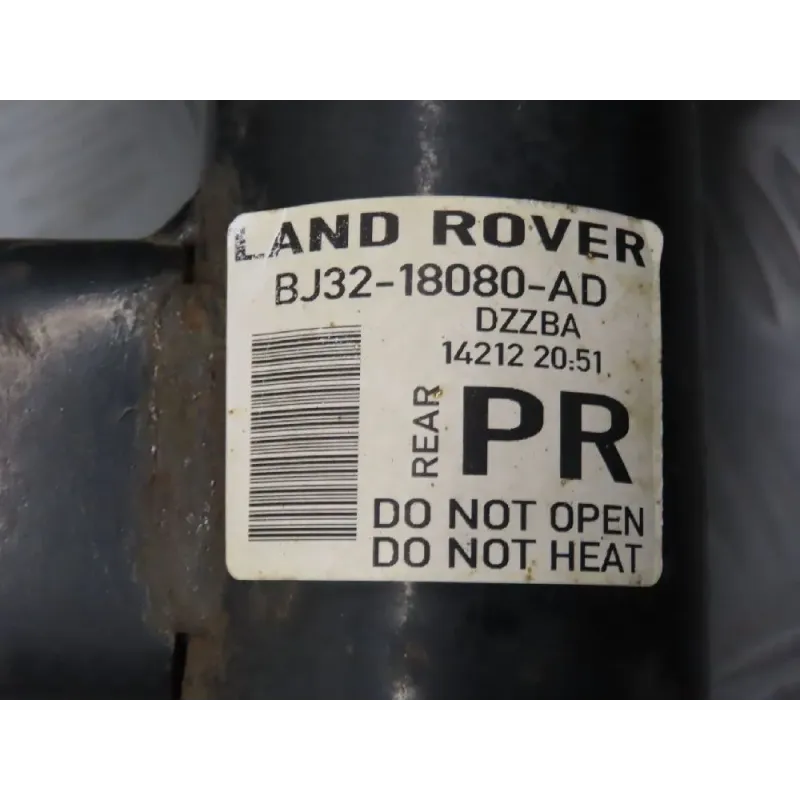 LAND ROVER
BJ32-18080-AD
DZZBA
14212 20:51
REAR
PR
DO NOT OPEN
DO NOT HEAT